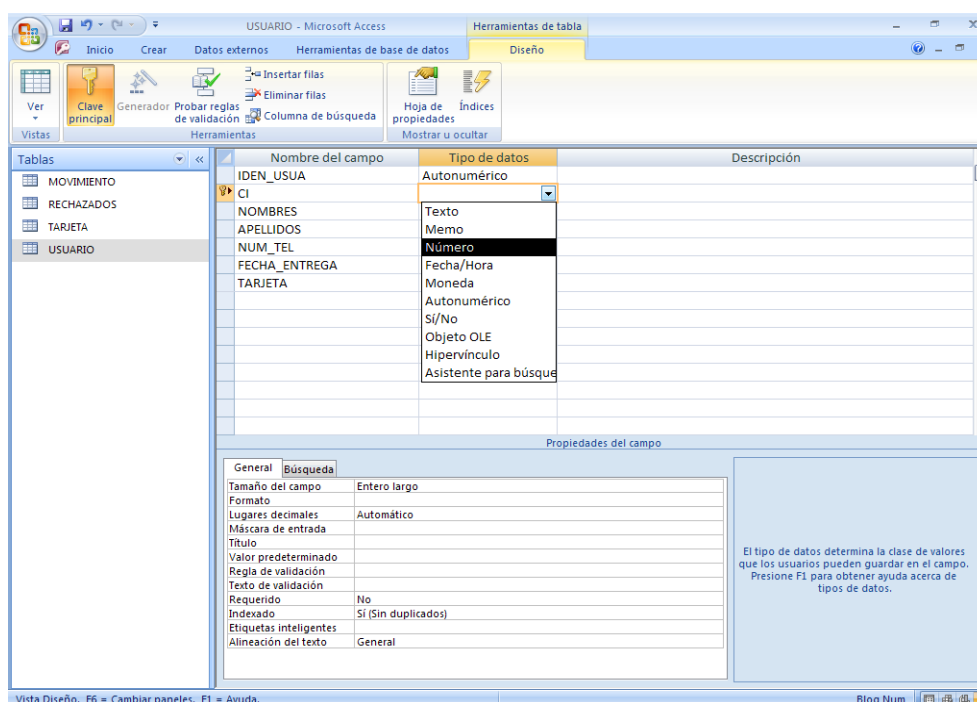 USUARIO - Microsoft Access
Herramientas de tabla
Inicio Crear Datos externos Herramientas de base de datos Diseño
Ver
Clave principal
Generador
Probar reglas de validación
Insertar filas
Eliminar filas
Columna de búsqueda
Hoja de propiedades
Índices
Vistas Herramientas Mostrar u ocultar
Tablas
MOVIMIENTO
RECHAZADOS
TARJETA
USUARIO
Nombre del campo Tipo de datos Descripción
IDEN_USUA Autonumérico
CI
NOMBRES
APELLIDOS
NUM_TEL
FECHA_ENTREGA
TARJETA
Texto
Memo
Número
Fecha/Hora
Moneda
Autonumérico
Sí/No
Objeto OLE
Hipervínculo
Asistente para búsque
Propiedades del campo
General Búsqueda
Tamaño del campo Entero largo
Formato
Lugares decimales Automático
Máscara de entrada
Título
Valor predeterminado
Regla de validación
Texto de validación
Requerido No
Indexado Sí (Sin duplicados)
Etiquetas inteligentes
Alineación del texto General
El tipo de datos determina la clase de valores
que los usuarios pueden guardar en el campo.
Presione F1 para obtener ayuda acerca de
tipos de datos.
Vista Diseño. F6 = Cambiar paneles. F1 = Ayuda. Bloq Num